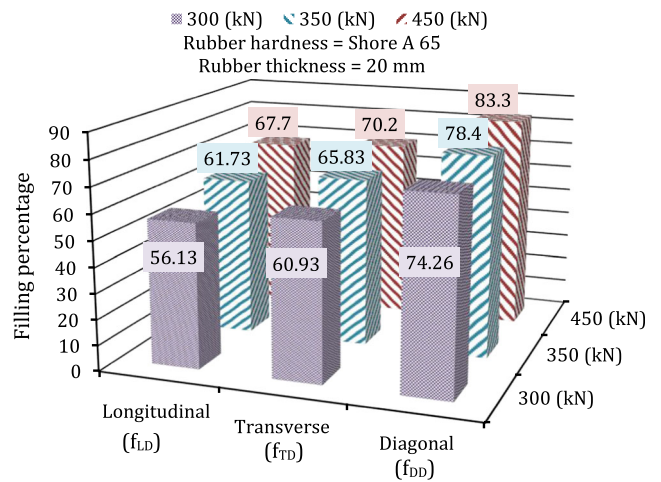 300 (kN) 350 (kN) 450 (kN)
Rubber hardness = Shore A 65
Rubber thickness = 20 mm
Filling percentage
90
80
70
60
50
40
30
20
10
0
56.13
61.73
67.7
60.93
65.83
70.2
74.26
78.4
83.3
450 (kN)
350 (kN)
300 (kN)
Longitudinal
(fLD)
Transverse
(fTD)
Diagonal
(fDD)